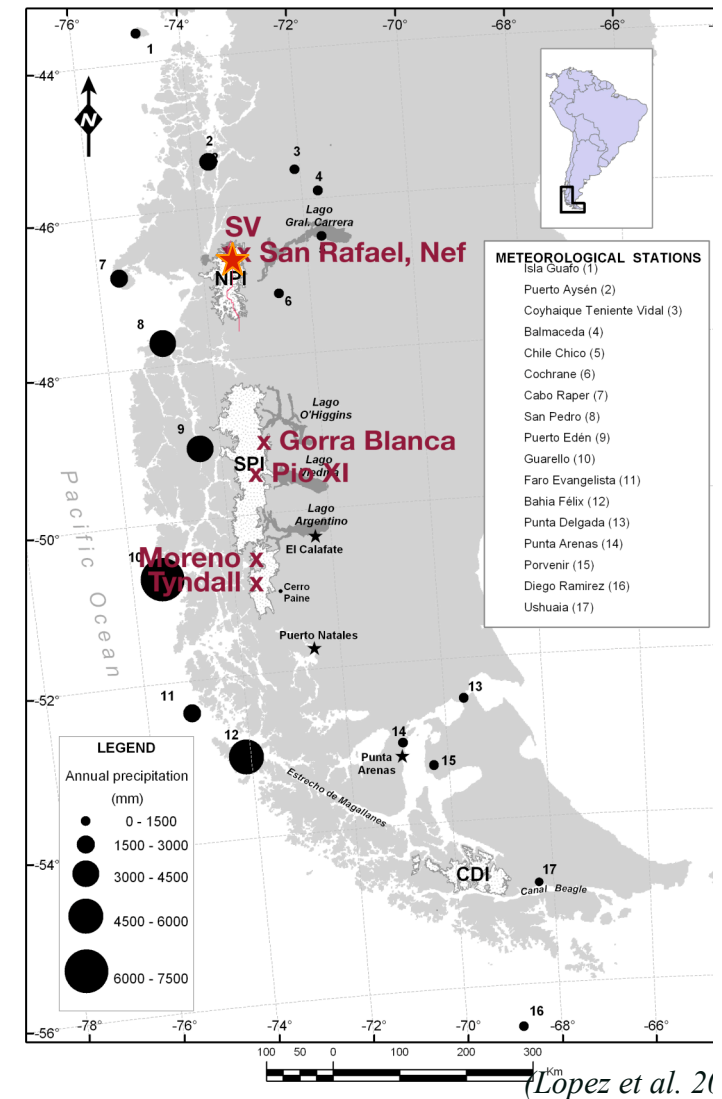 -76° -74° -72° -70° -68° -66°
1
-44°
N
2
3
3
4
Lago
Gral. Carrera
-46°
SV
x San Rafael, Nef
NPI
7
6
8
-48°
Lago
O'Higgins
9
x Gorra Blanca
SPI
Lago
Viedma
x Pio XI
Lago
Argentino
-50°
El Calafate
10
Moreno x
Tyndall x
Cerro
Paine
Pacific Ocean
Puerto Natales
-52°
11
12
13
14
Punta
Arenas
15
Estrecho de Magallanes
-54°
CDI
17
Canal Beagle
16
-56°
-78° -76° -74° -72° -70° -68° -66°
METEOROLOGICAL STATIONS
Isla Guafo (1)
Puerto Aysén (2)
Coyhaique Teniente Vidal (3)
Balmaceda (4)
Chile Chico (5)
Cochrane (6)
Cabo Raper (7)
San Pedro (8)
Puerto Edén (9)
Guarello (10)
Faro Evangelista (11)
Bahia Félix (12)
Punta Delgada (13)
Punta Arenas (14)
Porvenir (15)
Diego Ramirez (16)
Ushuaia (17)
LEGEND
Annual precipitation
(mm)
0 - 1500
1500 - 3000
3000 - 4500
4500 - 6000
6000 - 7500
100 50 0 100 200 300
Km
(Lopez et al. 20